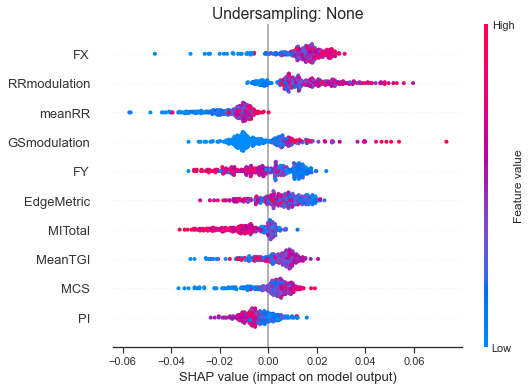 Undersampling: None
High
FX
RRmodulation
meanRR
GSmodulation
FY
EdgeMetric
MITotal
MeanTGI
MCS
PI
Feature value
Low
−0.06 −0.04 −0.02 0.00 0.02 0.04 0.06
SHAP value (impact on model output)